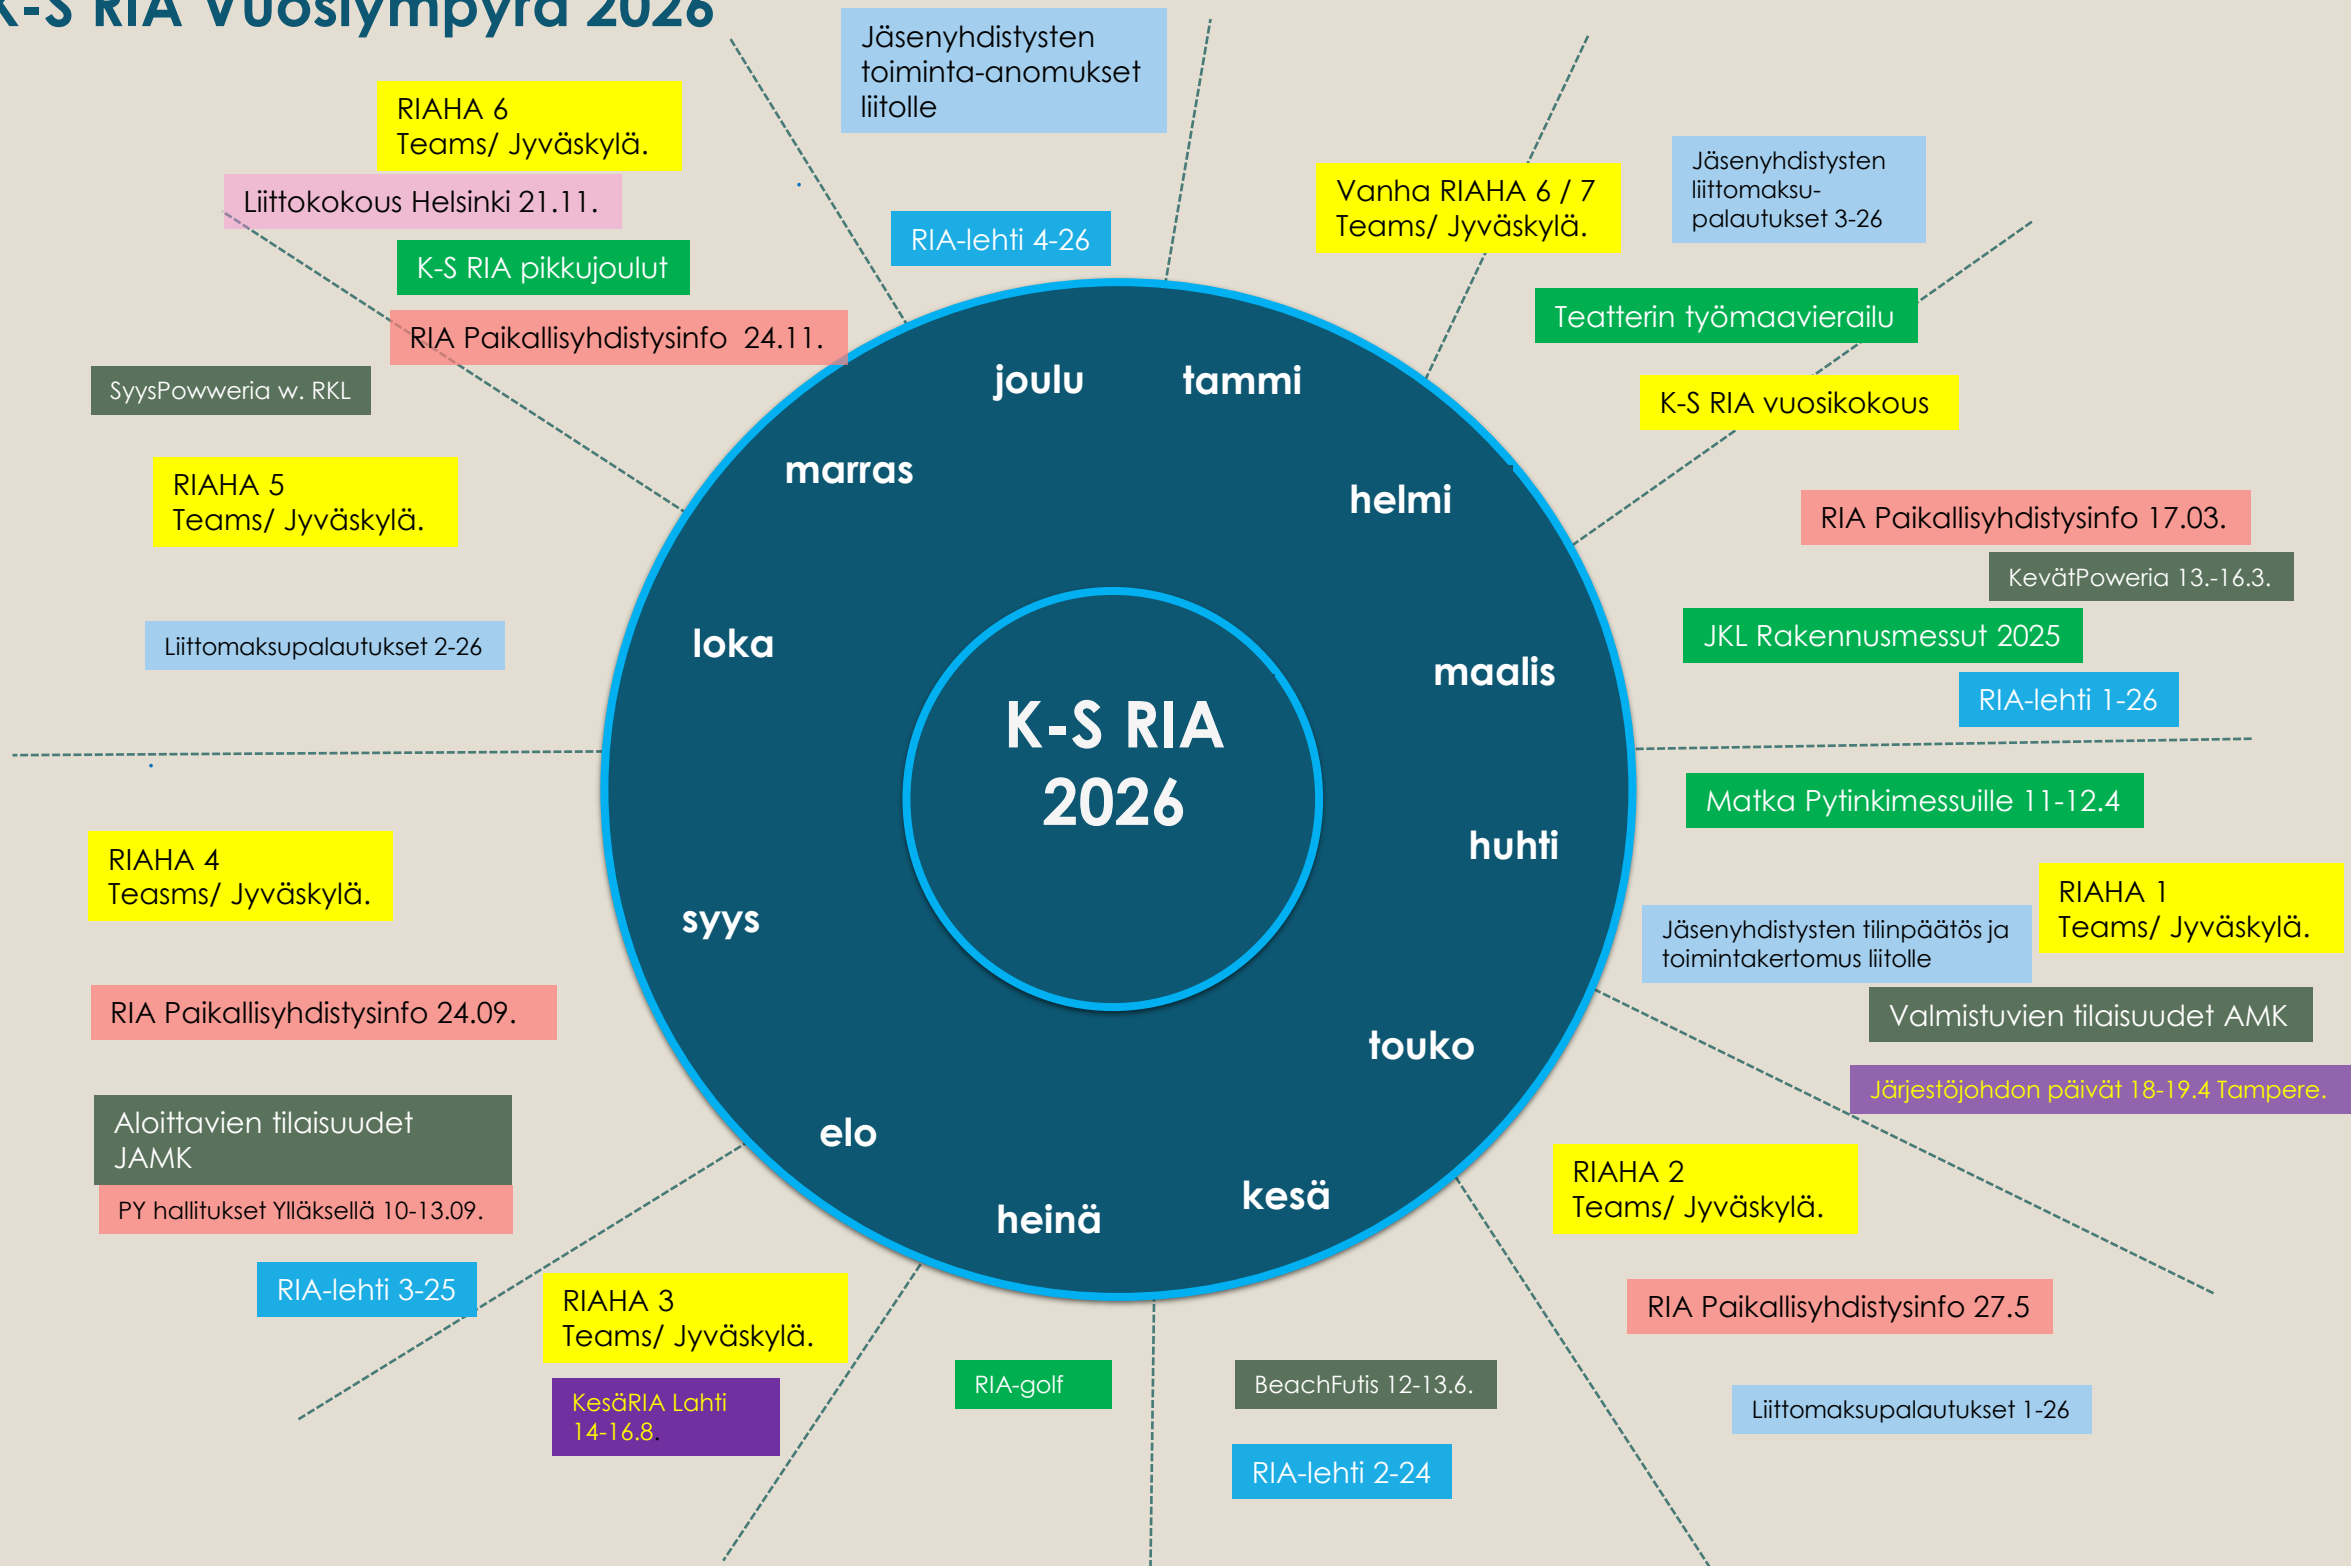 K-S RIA Vuosiympyrä 2026
Jäsenyhdistysten
toiminta-anomukset
liitolle
RIA-lehti 4-26
RIAHA 6
Teams/ Jyväskylä.
Liittokokous Helsinki 21.11.
K-S RIA pikkujoulut
RIA Paikallisyhdistysinfo 24.11.
Vanha RIAHA 6 / 7
Teams/ Jyväskylä.
Jäsenyhdistysten
liittomaksu-
palautukset 3-26
Teatterin työmaavierailu
K-S RIA vuosikokous
RIA Paikallisyhdistysinfo 17.03.
KevätPoweria 13.-16.3.
JKL Rakennusmessut 2025
RIA-lehti 1-26
Matka Pytinkimessuille 11-12.4
RIAHA 1
Teams/ Jyväskylä.
Jäsenyhdistysten tilinpäätös ja
toimintakertomus liitolle
Valmistuvien tilaisuudet AMK
Järjestöjohdon päivät 18-19.4 Tampere.
RIAHA 2
Teams/ Jyväskylä.
RIA Paikallisyhdistysinfo 27.5
Liittomaksupalautukset 1-26
BeachFutis 12-13.6.
RIA-lehti 2-24
RIA-golf
RIAHA 3
Teams/ Jyväskylä.
KesäRIA Lahti
14-16.8.
RIAHA 4
Teasms/ Jyväskylä.
RIA Paikallisyhdistysinfo 24.09.
Aloittavien tilaisuudet
JAMK
PY hallitukset Ylläksellä 10-13.09.
RIA-lehti 3-25
SyysPowweria w. RKL
RIAHA 5
Teams/ Jyväskylä.
Liittomaksupalautukset 2-26
joulu
tammi
marras
helmi
loka
maalis
huhti
syys
touko
elo
kesä
heinä
K-S RIA
2026